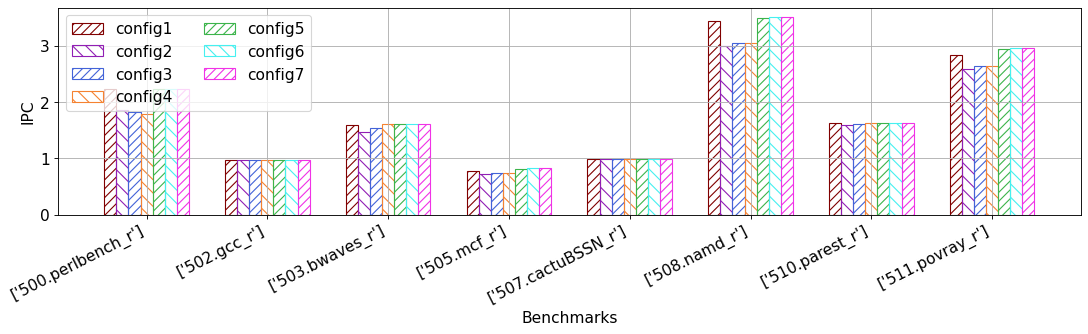 config1
config2
config3
config4
config5
config6
config7
IPC
3
2
1
0
['500.perlbench_r']
['502.gcc_r']
['503.bwaves_r']
['505.mcf_r']
['507.cactuBSSN_r']
['508.namd_r']
['510.parest_r']
['511.povray_r']
Benchmarks